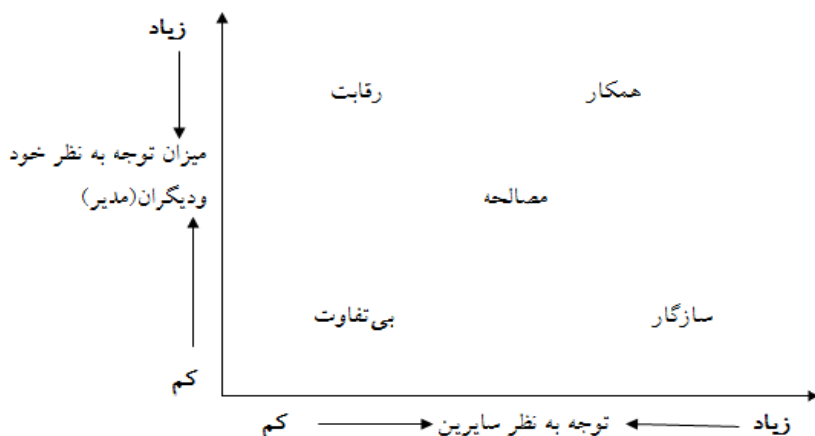 زیاد
رقابت
همکار
میزان توجه به نظر خود
ودیگران(مدیر)
مصالحه
بی‌تفاوت
سازگار
کم
زیاد
توجه به نظر سایرین
کم